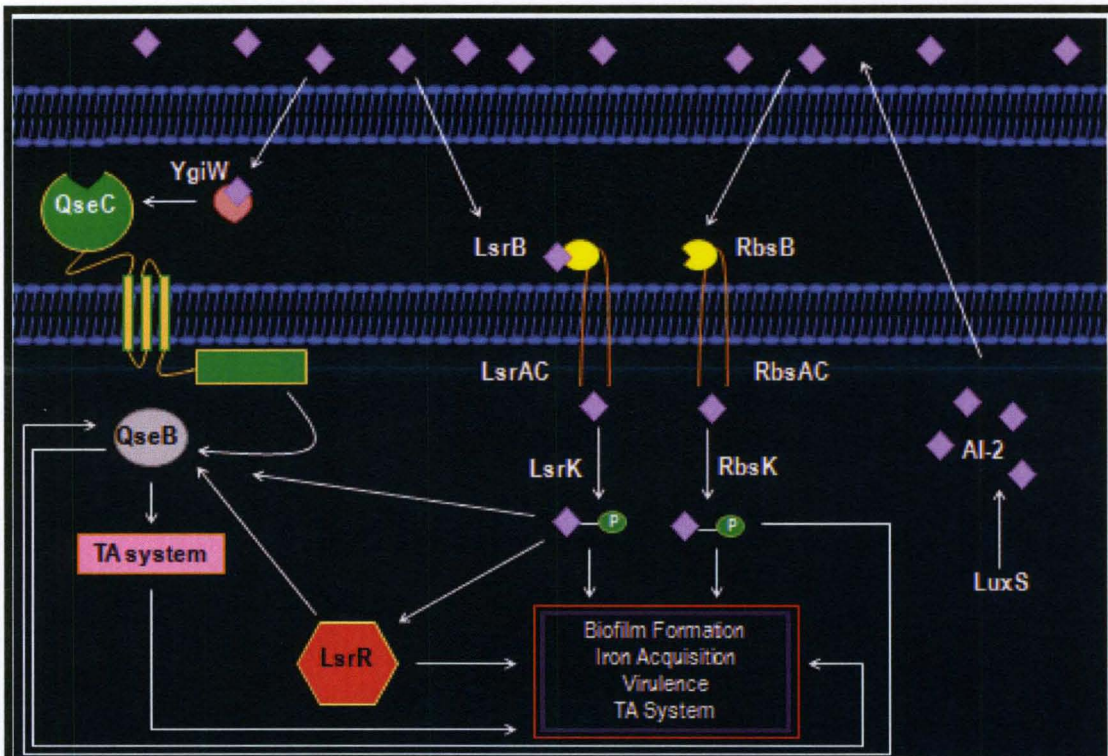 YgiW
QseC
LsrB
RbsB
LsrAC
RbsAC
QseB
AI-2
LsrK
RbsK
P
P
TA system
LuxS
LsrR
Biofilm Formation
Iron Acquisition
Virulence
TA System